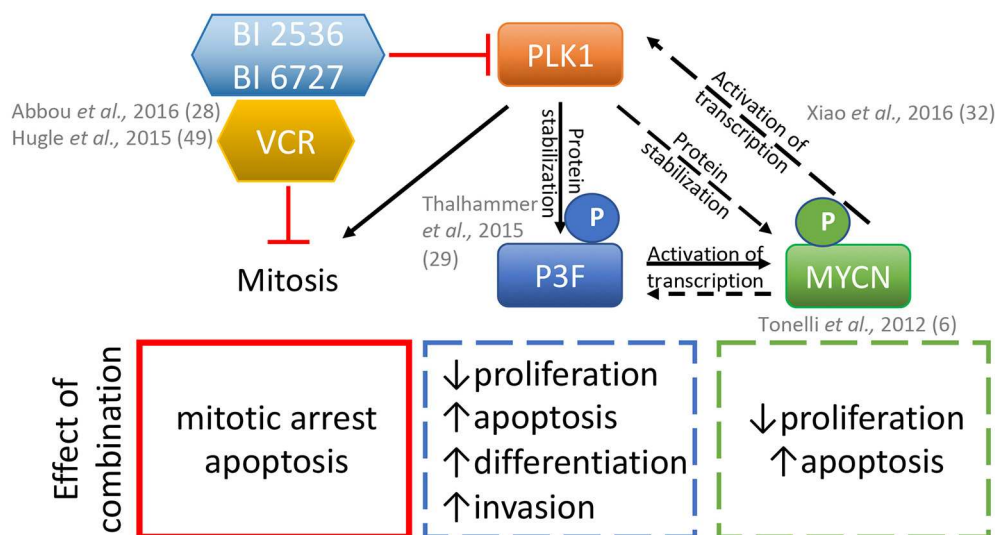 BI 2536
BI 6727
VCR
PLK1
Abbou et al., 2016 (28)
Hugle et al., 2015 (49)
Xiao et al., 2016 (32)
Activation of
transcription
Protein
stabilization
Protein
stabilization
Thalhammer
et al., 2015
(29)
P
P
Mitosis
P3F
Activation of
transcription
MYCN
Tonelli et al., 2012 (6)
Effect of
combination
mitotic arrest
apoptosis
↓proliferation
↑apoptosis
↑differentiation
↑invasion
↓proliferation
↑apoptosis